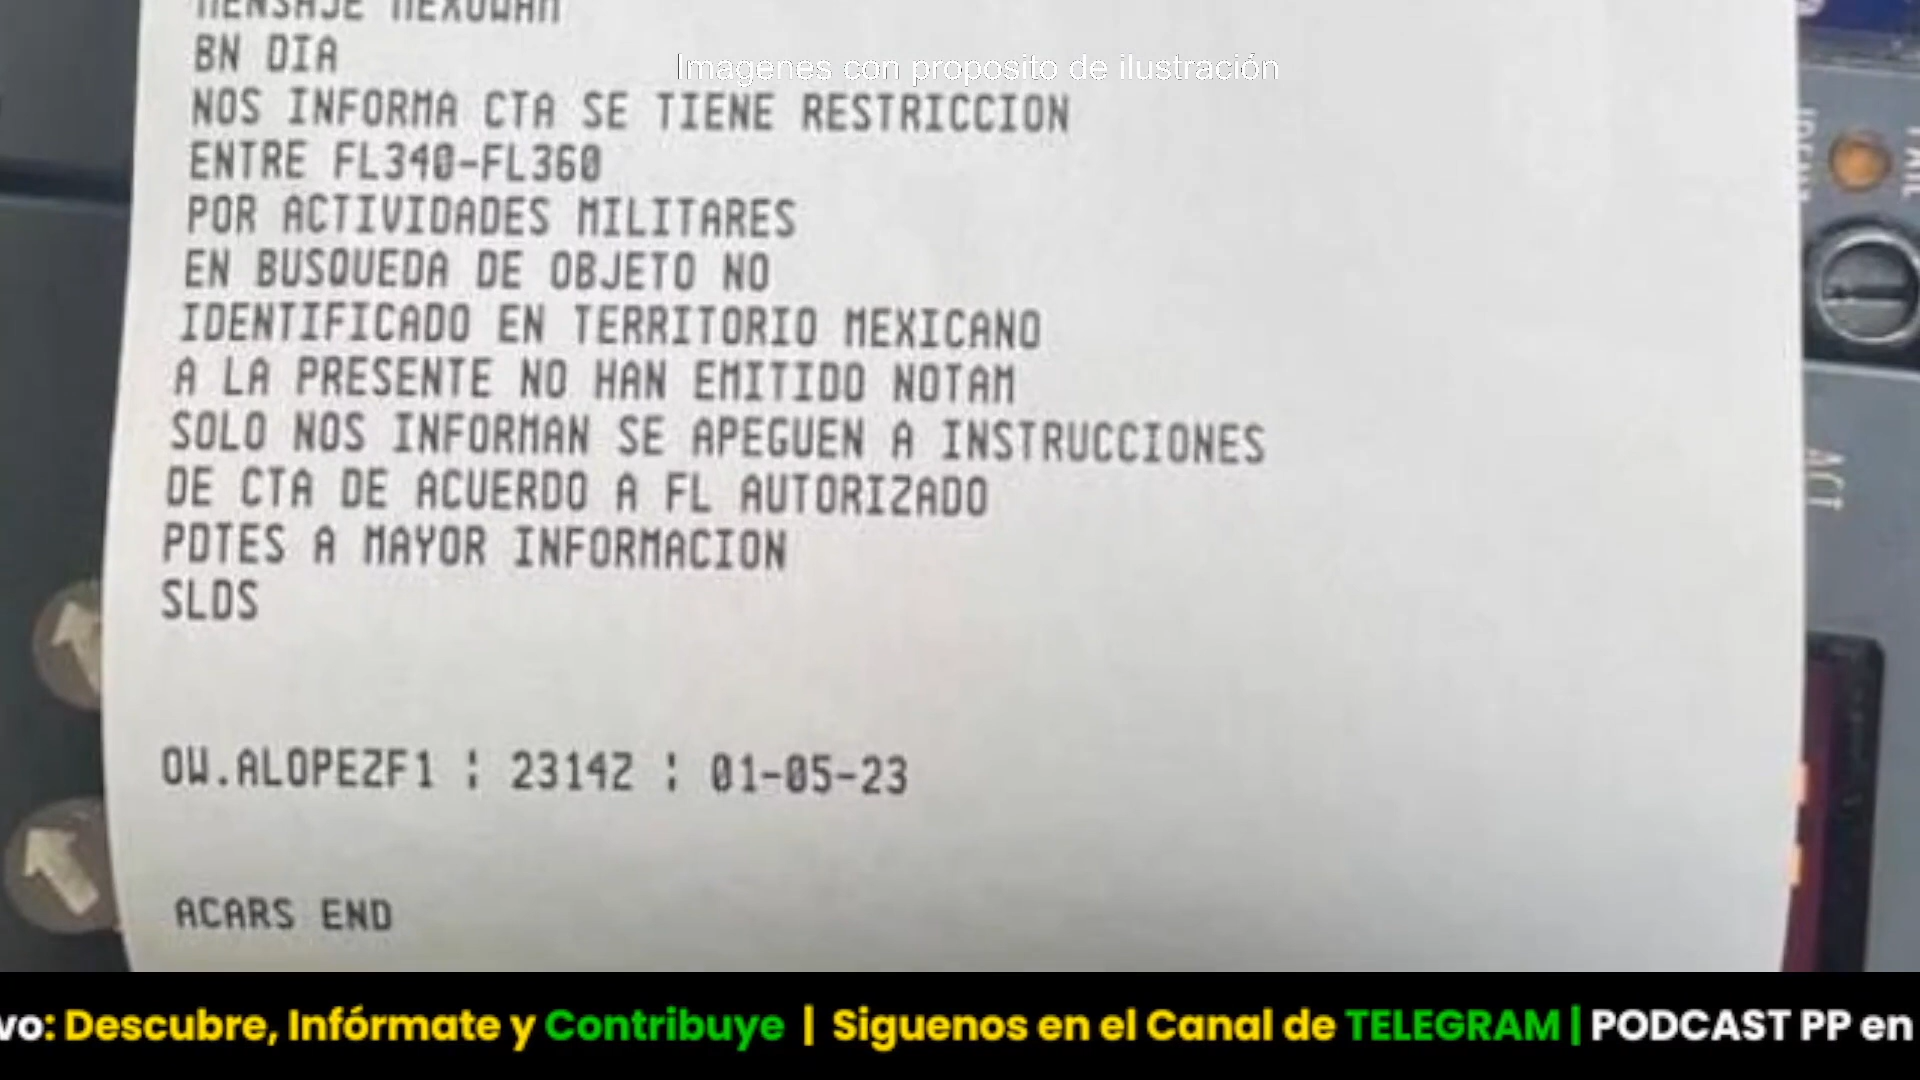 MENSAJE MEXOWAM
BN DIA
Imagenes con proposito de ilustración
NOS INFORMA CTA SE TIENE RESTRICCION
ENTRE FL340-FL360
POR ACTIVIDADES MILITARES
EN BUSQUEDA DE OBJETO NO
IDENTIFICADO EN TERRITORIO MEXICANO
A LA PRESENTE NO HAN EMITIDO NOTAM
SOLO NOS INFORMAN SE APEGUEN A INSTRUCCIONES
DE CTA DE ACUERDO A FL AUTORIZADO
PDTES A MAYOR INFORMACION
SLDS
OW.ALOPEZF1 : 2314Z : 01-05-23
ACARS END
vo: Descubre, Infórmate y Contribuye | Siguenos en el Canal de TELEGRAM | PODCAST PP en